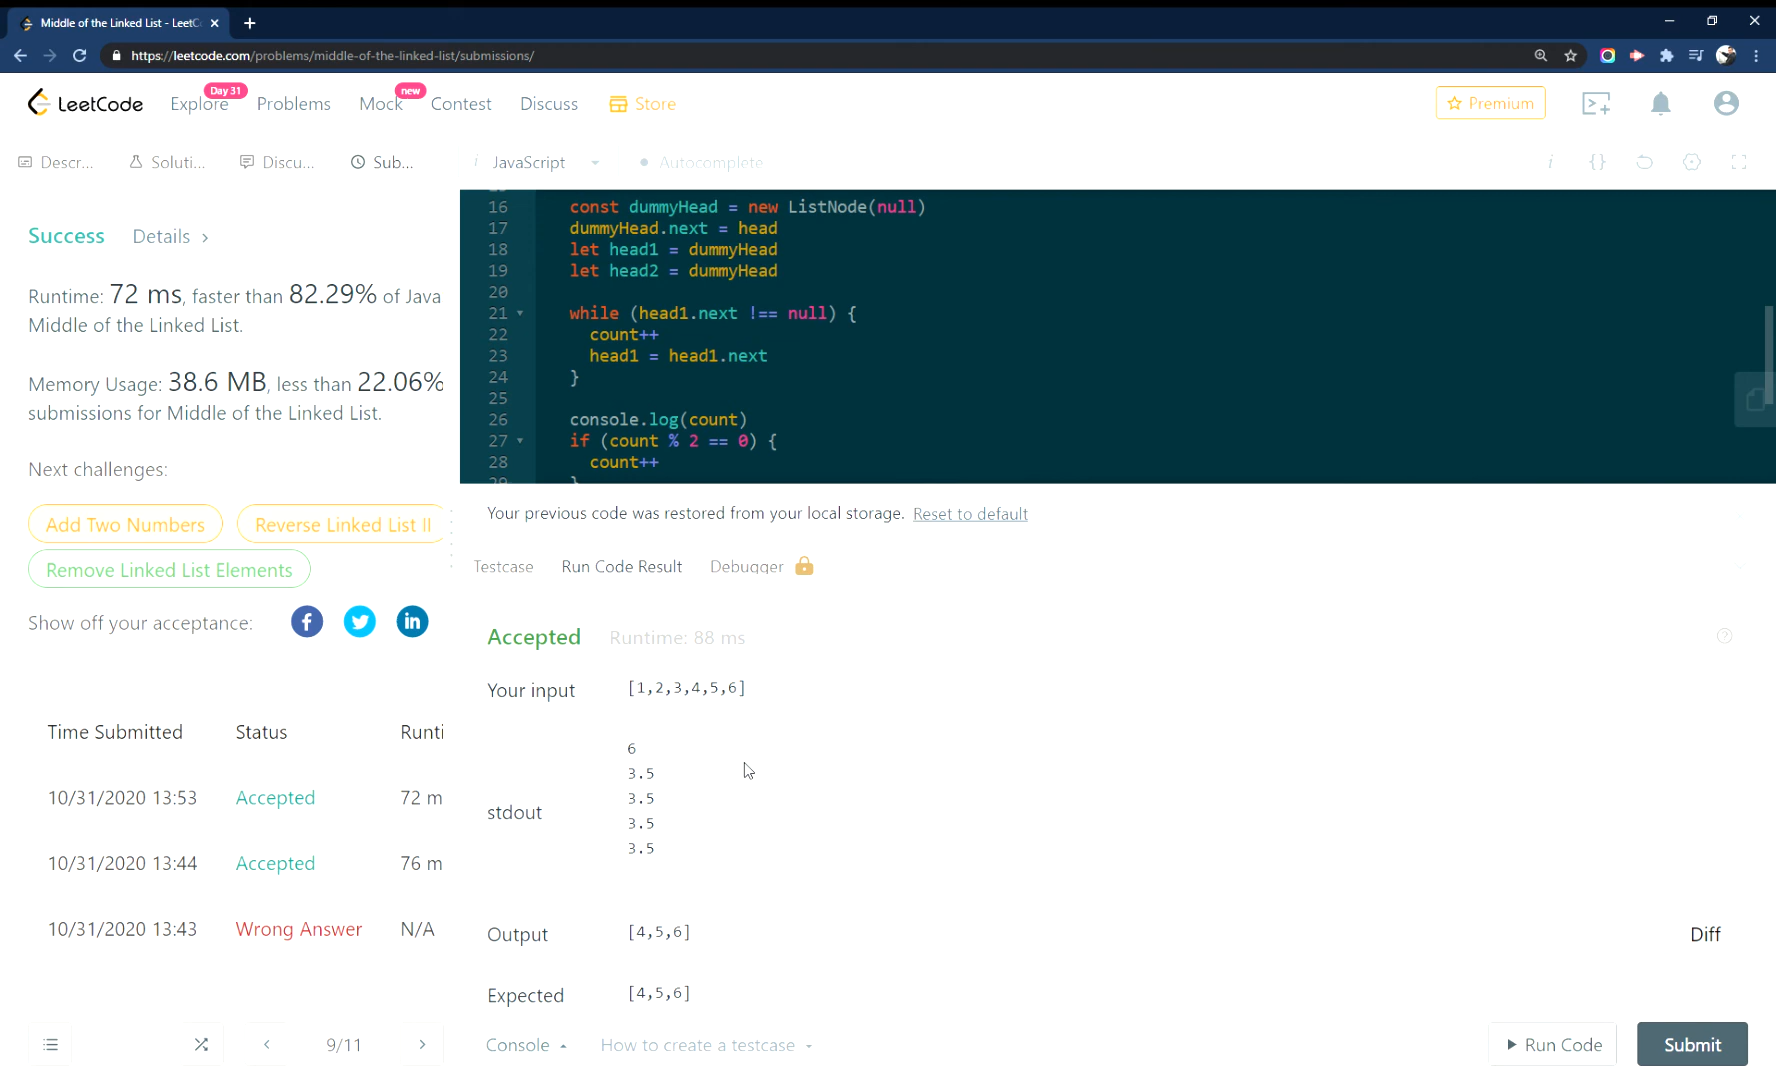 Middle of the Linked List - LeetC
https://leetcode.com/problems/middle-of-the-linked-list/submissions/
LeetCode
Explore
Day 31
Problems
Mock
new
Contest
Discuss
Store
Premium
Descr...
Soluti...
Discu...
Sub...
i
JavaScript
Autocomplete
i
{}
Success
Details >
Runtime: 72 ms, faster than 82.29% of Java
Middle of the Linked List.
Memory Usage: 38.6 MB, less than 22.06%
submissions for Middle of the Linked List.
Next challenges:
Add Two Numbers
Reverse Linked List II
Remove Linked List Elements
Show off your acceptance:
f
in
Time Submitted Status Runti
10/31/2020 13:53 Accepted 72 m
10/31/2020 13:44 Accepted 76 m
10/31/2020 13:43 Wrong Answer N/A
9/11
16 const dummyHead = new ListNode(null)
17 dummyHead.next = head
18 let head1 = dummyHead
19 let head2 = dummyHead
20
21 while (head1.next !== null) {
22 count++
23 head1 = head1.next
24 }
25
26 console.log(count)
27 if (count % 2 == 0) {
28 count++
29 }
Your previous code was restored from your local storage. Reset to default
Testcase
Run Code Result
Debugger
Accepted
Runtime: 88 ms
?
Your input
[1,2,3,4,5,6]
stdout
6
3.5
3.5
3.5
3.5
Output
[4,5,6]
Diff
Expected
[4,5,6]
Console
How to create a testcase
Run Code
Submit